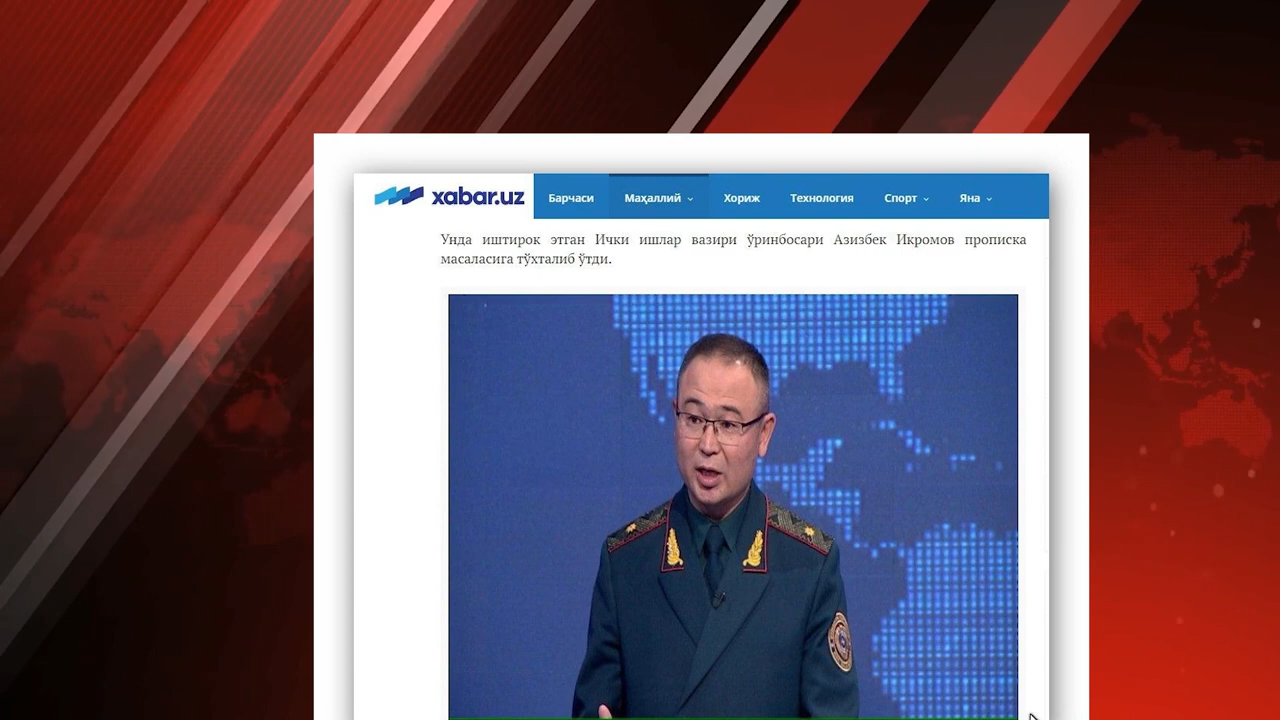 xabar.uz
Барчаси Маҳаллий Хориж Технология Спорт Яна
Унда иштирок этган Ички ишлар вазири ўринбосари Азизбек Икромов прописка
масаласига тўхталиб ўтди.